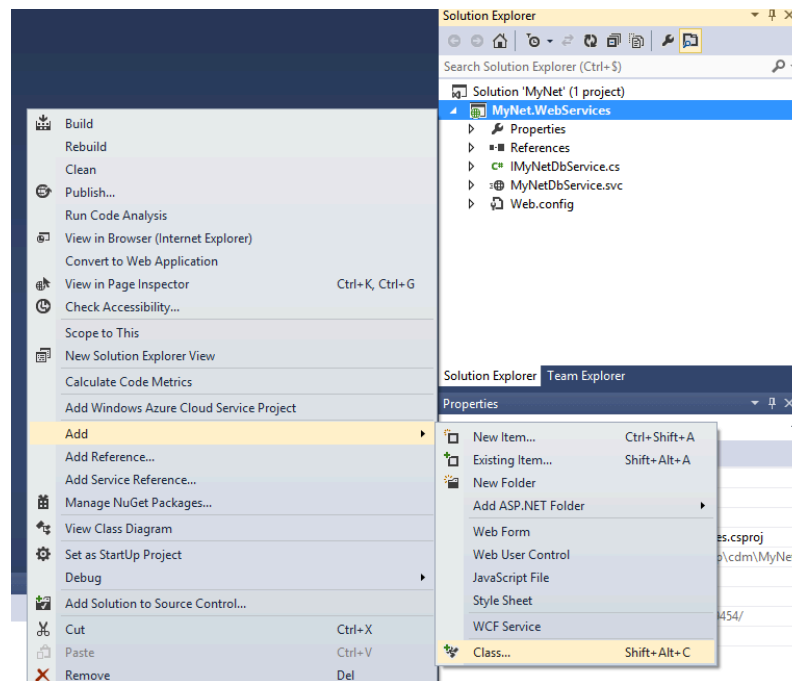 Solution Explorer
Search Solution Explorer (Ctrl+$)
Solution 'MyNet' (1 project)
MyNet.WebServices
Properties
References
C# IMyNetDbService.cs
MyNetDbService.svc
Web.config
Solution Explorer Team Explorer
Properties
es.csproj
o\cdm\MyNe
9454/
Build
Rebuild
Clean
Publish...
Run Code Analysis
View in Browser (Internet Explorer)
Convert to Web Application
View in Page Inspector Ctrl+K, Ctrl+G
Check Accessibility...
Scope to This
New Solution Explorer View
Calculate Code Metrics
Add Windows Azure Cloud Service Project
Add
Add Reference...
Add Service Reference...
Manage NuGet Packages...
View Class Diagram
Set as StartUp Project
Debug
Add Solution to Source Control...
Cut Ctrl+X
Paste Ctrl+V
Remove Del
New Item... Ctrl+Shift+A
Existing Item... Shift+Alt+A
New Folder
Add ASP.NET Folder
Web Form
Web User Control
JavaScript File
Style Sheet
WCF Service
Class... Shift+Alt+C